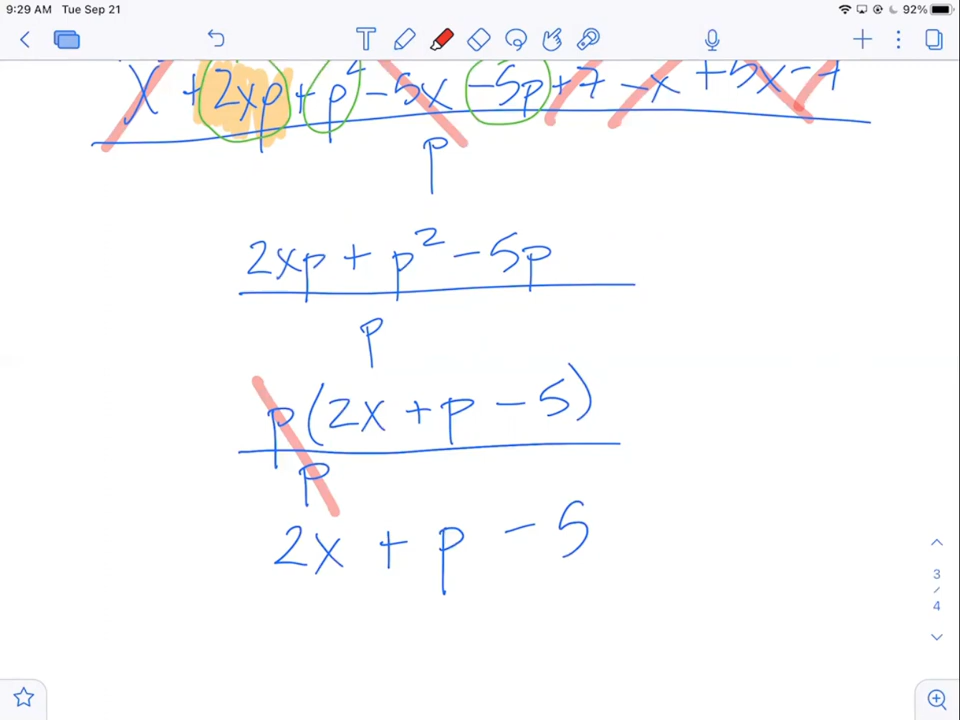 9:29 AM Tue Sep 21 92%
T
x + 2xp + p² - 5x - 5p + 7 - x + 5x - 7
p
2xp + p² - 5p
p
p(2x + p - 5)
p
2x + p - 5
3
/
4